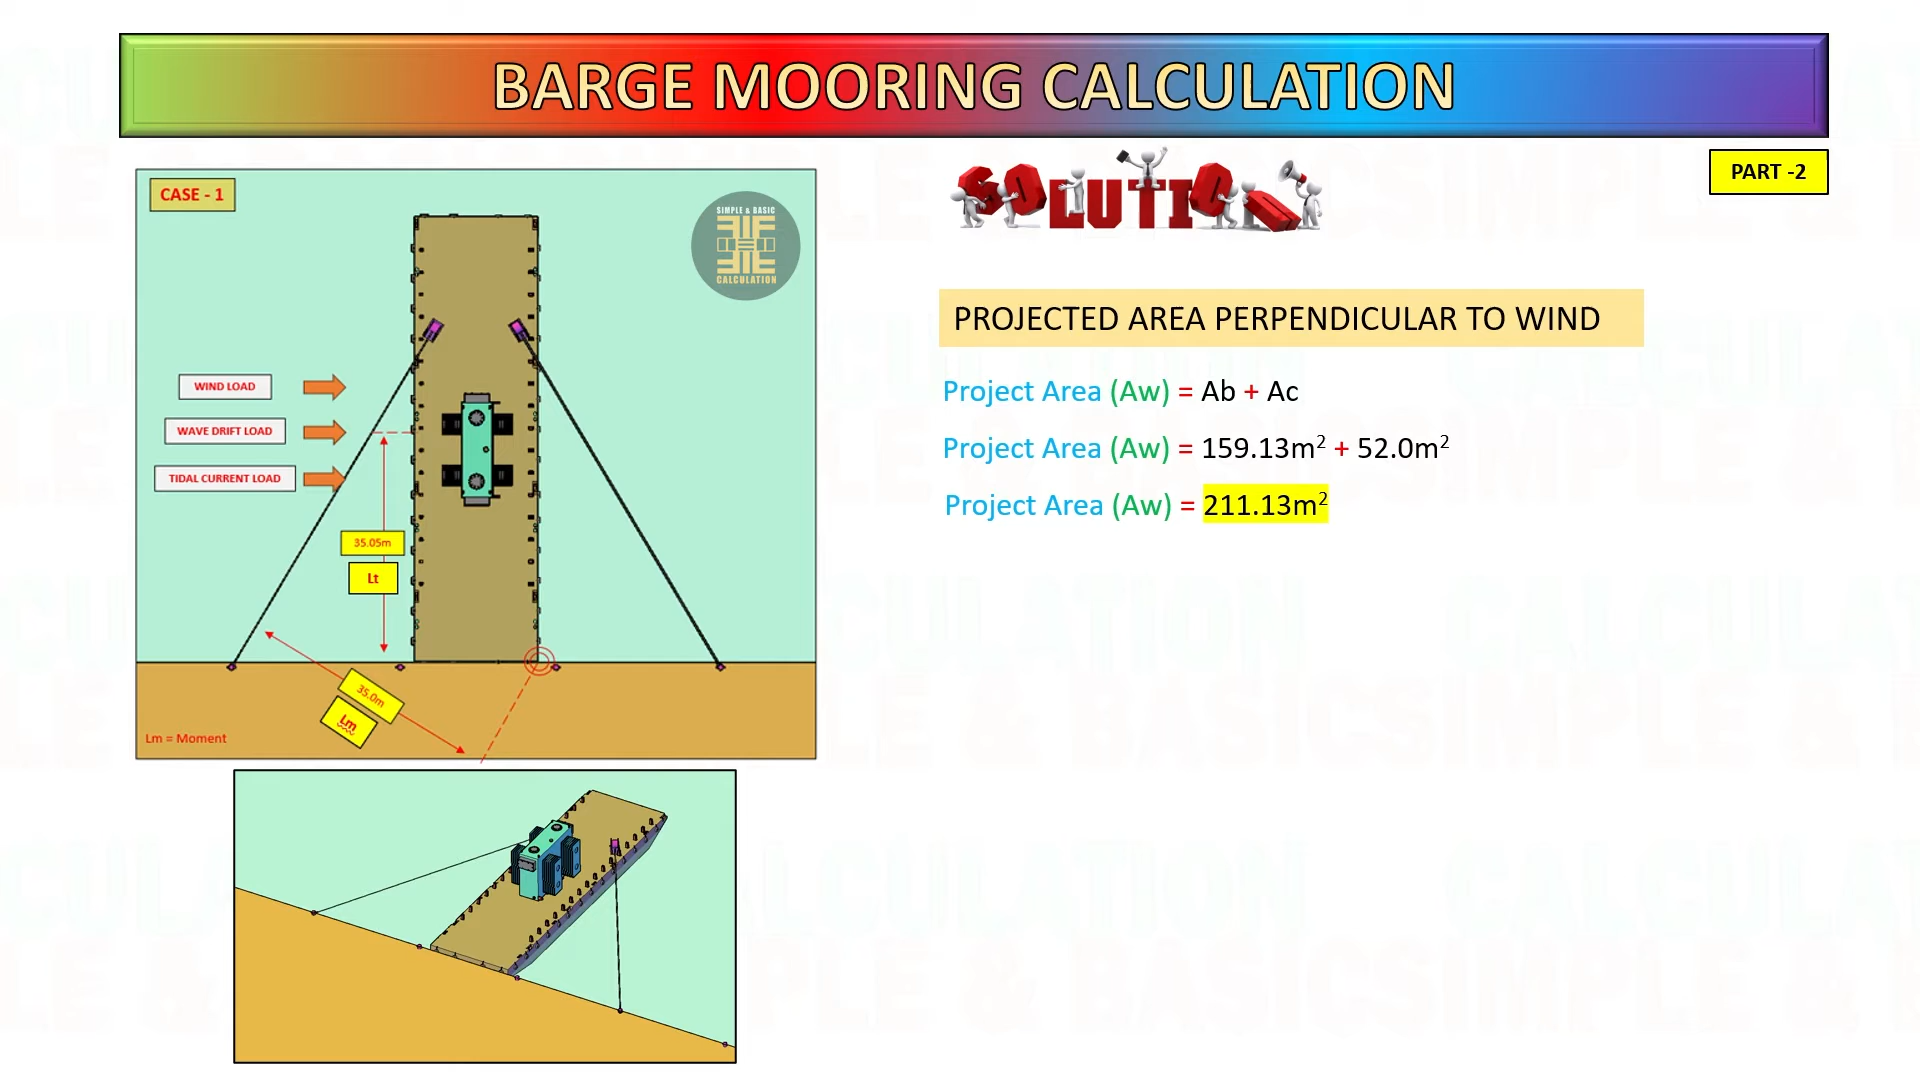 BARGE MOORING CALCULATION
PART -2
CASE - 1
SIMPLE & BASIC
CALCULATION
SOLUTION
WIND LOAD
WAVE DRIFT LOAD
TIDAL CURRENT LOAD
35.05m
Lt
35.0m
Lm
Lm = Moment
PROJECTED AREA PERPENDICULAR TO WIND
Project Area (Aw) = Ab + Ac
Project Area (Aw) = 159.13m² + 52.0m²
Project Area (Aw) = 211.13m²